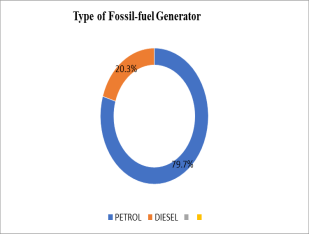 Type of Fossil-fuel Generator
20.3%
79.7%
PETROL DIESEL